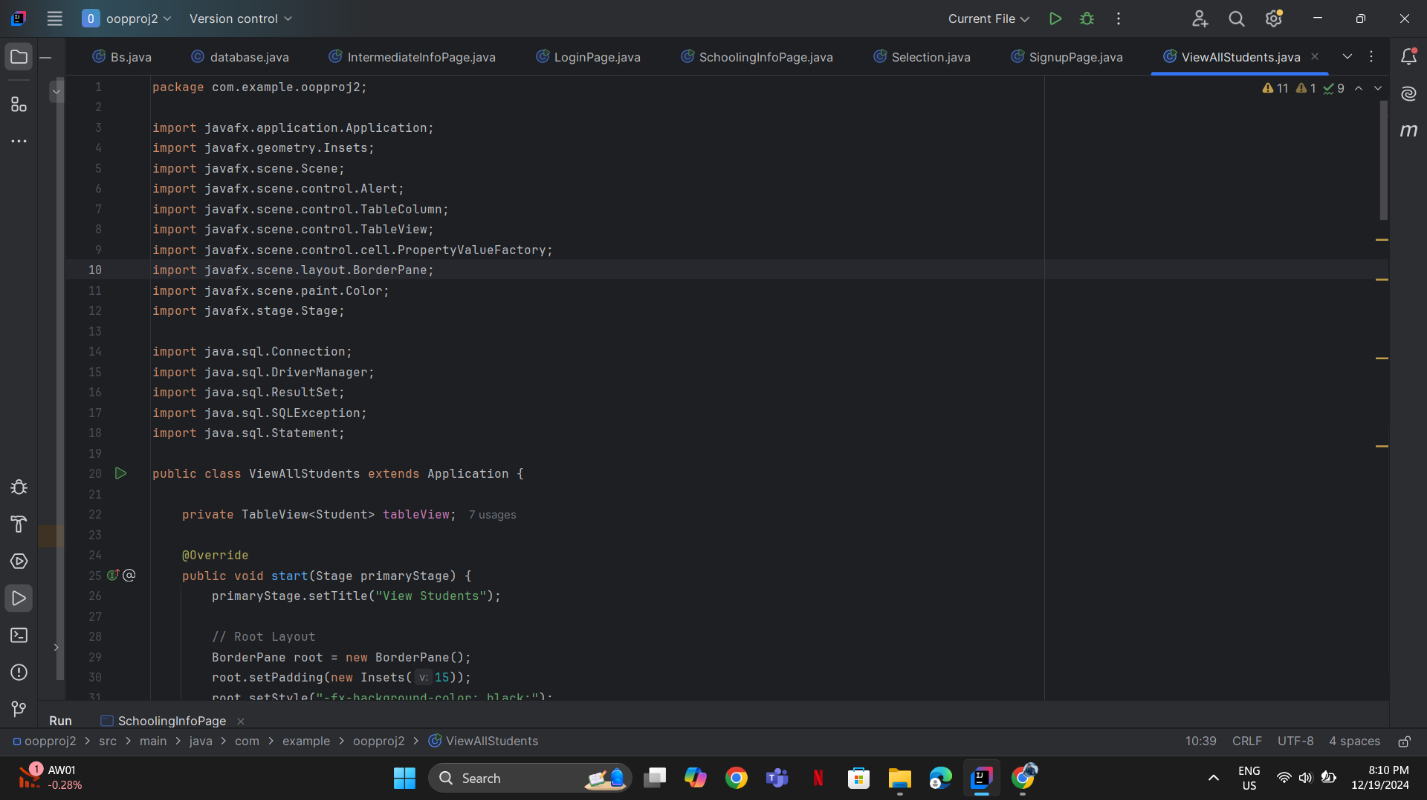 oopproj2 Version control Current File
Bs.java database.java IntermediateInfoPage.java LoginPage.java SchoolingInfoPage.java Selection.java SignupPage.java ViewAllStudents.java
11 1 9
1 package com.example.oopproj2;
2
3 import javafx.application.Application;
4 import javafx.geometry.Insets;
5 import javafx.scene.Scene;
6 import javafx.scene.control.Alert;
7 import javafx.scene.control.TableColumn;
8 import javafx.scene.control.TableView;
9 import javafx.scene.control.cell.PropertyValueFactory;
10 import javafx.scene.layout.BorderPane;
11 import javafx.scene.paint.Color;
12 import javafx.stage.Stage;
13
14 import java.sql.Connection;
15 import java.sql.DriverManager;
16 import java.sql.ResultSet;
17 import java.sql.SQLException;
18 import java.sql.Statement;
19
20 public class ViewAllStudents extends Application {
21
22 private TableView<Student> tableView; 7 usages
23
24 @Override
25 public void start(Stage primaryStage) {
26 primaryStage.setTitle("View Students");
27
28 // Root Layout
29 BorderPane root = new BorderPane();
30 root.setPadding(new Insets( v: 15));
31 root.setStyle("-fx-background-color: black;");
Run SchoolingInfoPage
oopproj2 > src > main > java > com > example > oopproj2 > ViewAllStudents 10:39 CRLF UTF-8 4 spaces
1 AW01
-0.28%
Search
ENG
US
8:10 PM
12/19/2024